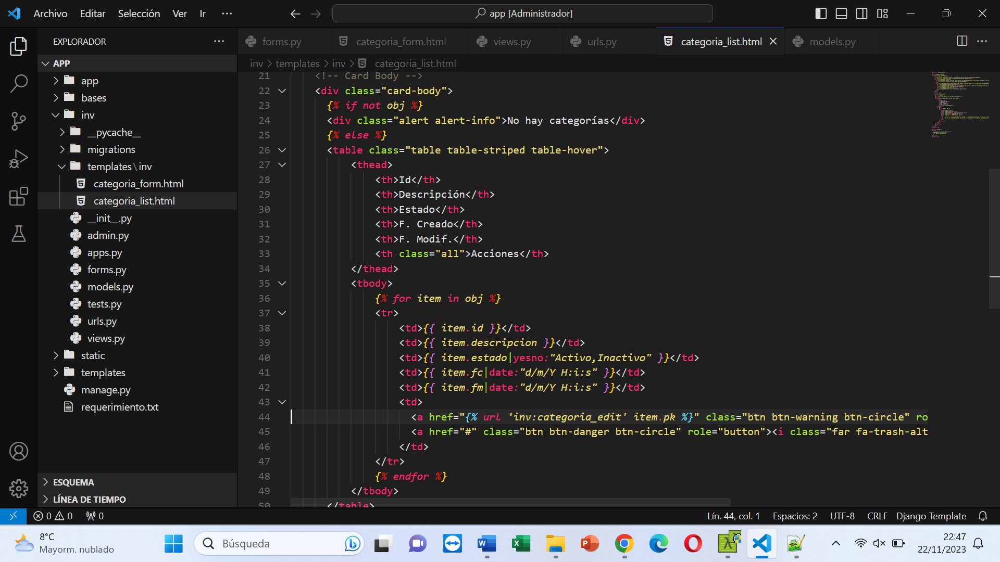 Archivo Editar Selección Ver Ir ···
app [Administrador]
EXPLORADOR
APP
app
bases
inv
__pycache__
migrations
templates\inv
categoria_form.html
categoria_list.html
__init__.py
admin.py
apps.py
forms.py
models.py
tests.py
urls.py
views.py
static
templates
manage.py
requerimiento.txt
ESQUEMA
LÍNEA DE TIEMPO
forms.py categoria_form.html views.py urls.py categoria_list.html models.py
inv > templates > inv > categoria_list.html
21 <!-- Card Body -->
22 <div class="card-body">
23 {% if not obj %}
24 <div class="alert alert-info">No hay categorías</div>
25 {% else %}
26 <table class="table table-striped table-hover">
27 <thead>
28 <th>Id</th>
29 <th>Descripción</th>
30 <th>Estado</th>
31 <th>F. Creado</th>
32 <th>F. Modif.</th>
33 <th class="all">Acciones</th>
34 </thead>
35 <tbody>
36 {% for item in obj %}
37 <tr>
38 <td>{{ item.id }}</td>
39 <td>{{ item.descripcion }}</td>
40 <td>{{ item.estado|yesno:"Activo,Inactivo" }}</td>
41 <td>{{ item.fc|date:"d/m/Y H:i:s" }}</td>
42 <td>{{ item.fm|date:"d/m/Y H:i:s" }}</td>
43 <td>
44 <a href="{% url 'inv:categoria_edit' item.pk %}" class="btn btn-warning btn-circle" ro
45 <a href="#" class="btn btn-danger btn-circle" role="button"><i class="far fa-trash-alt
46 </td>
47 </tr>
48 {% endfor %}
49 </tbody>
50 </table>
0 0 0
Lín. 44, col. 1 Espacios: 2 UTF-8 CRLF Django Template
8°C
Mayorm. nublado
Búsqueda
22:47
22/11/2023